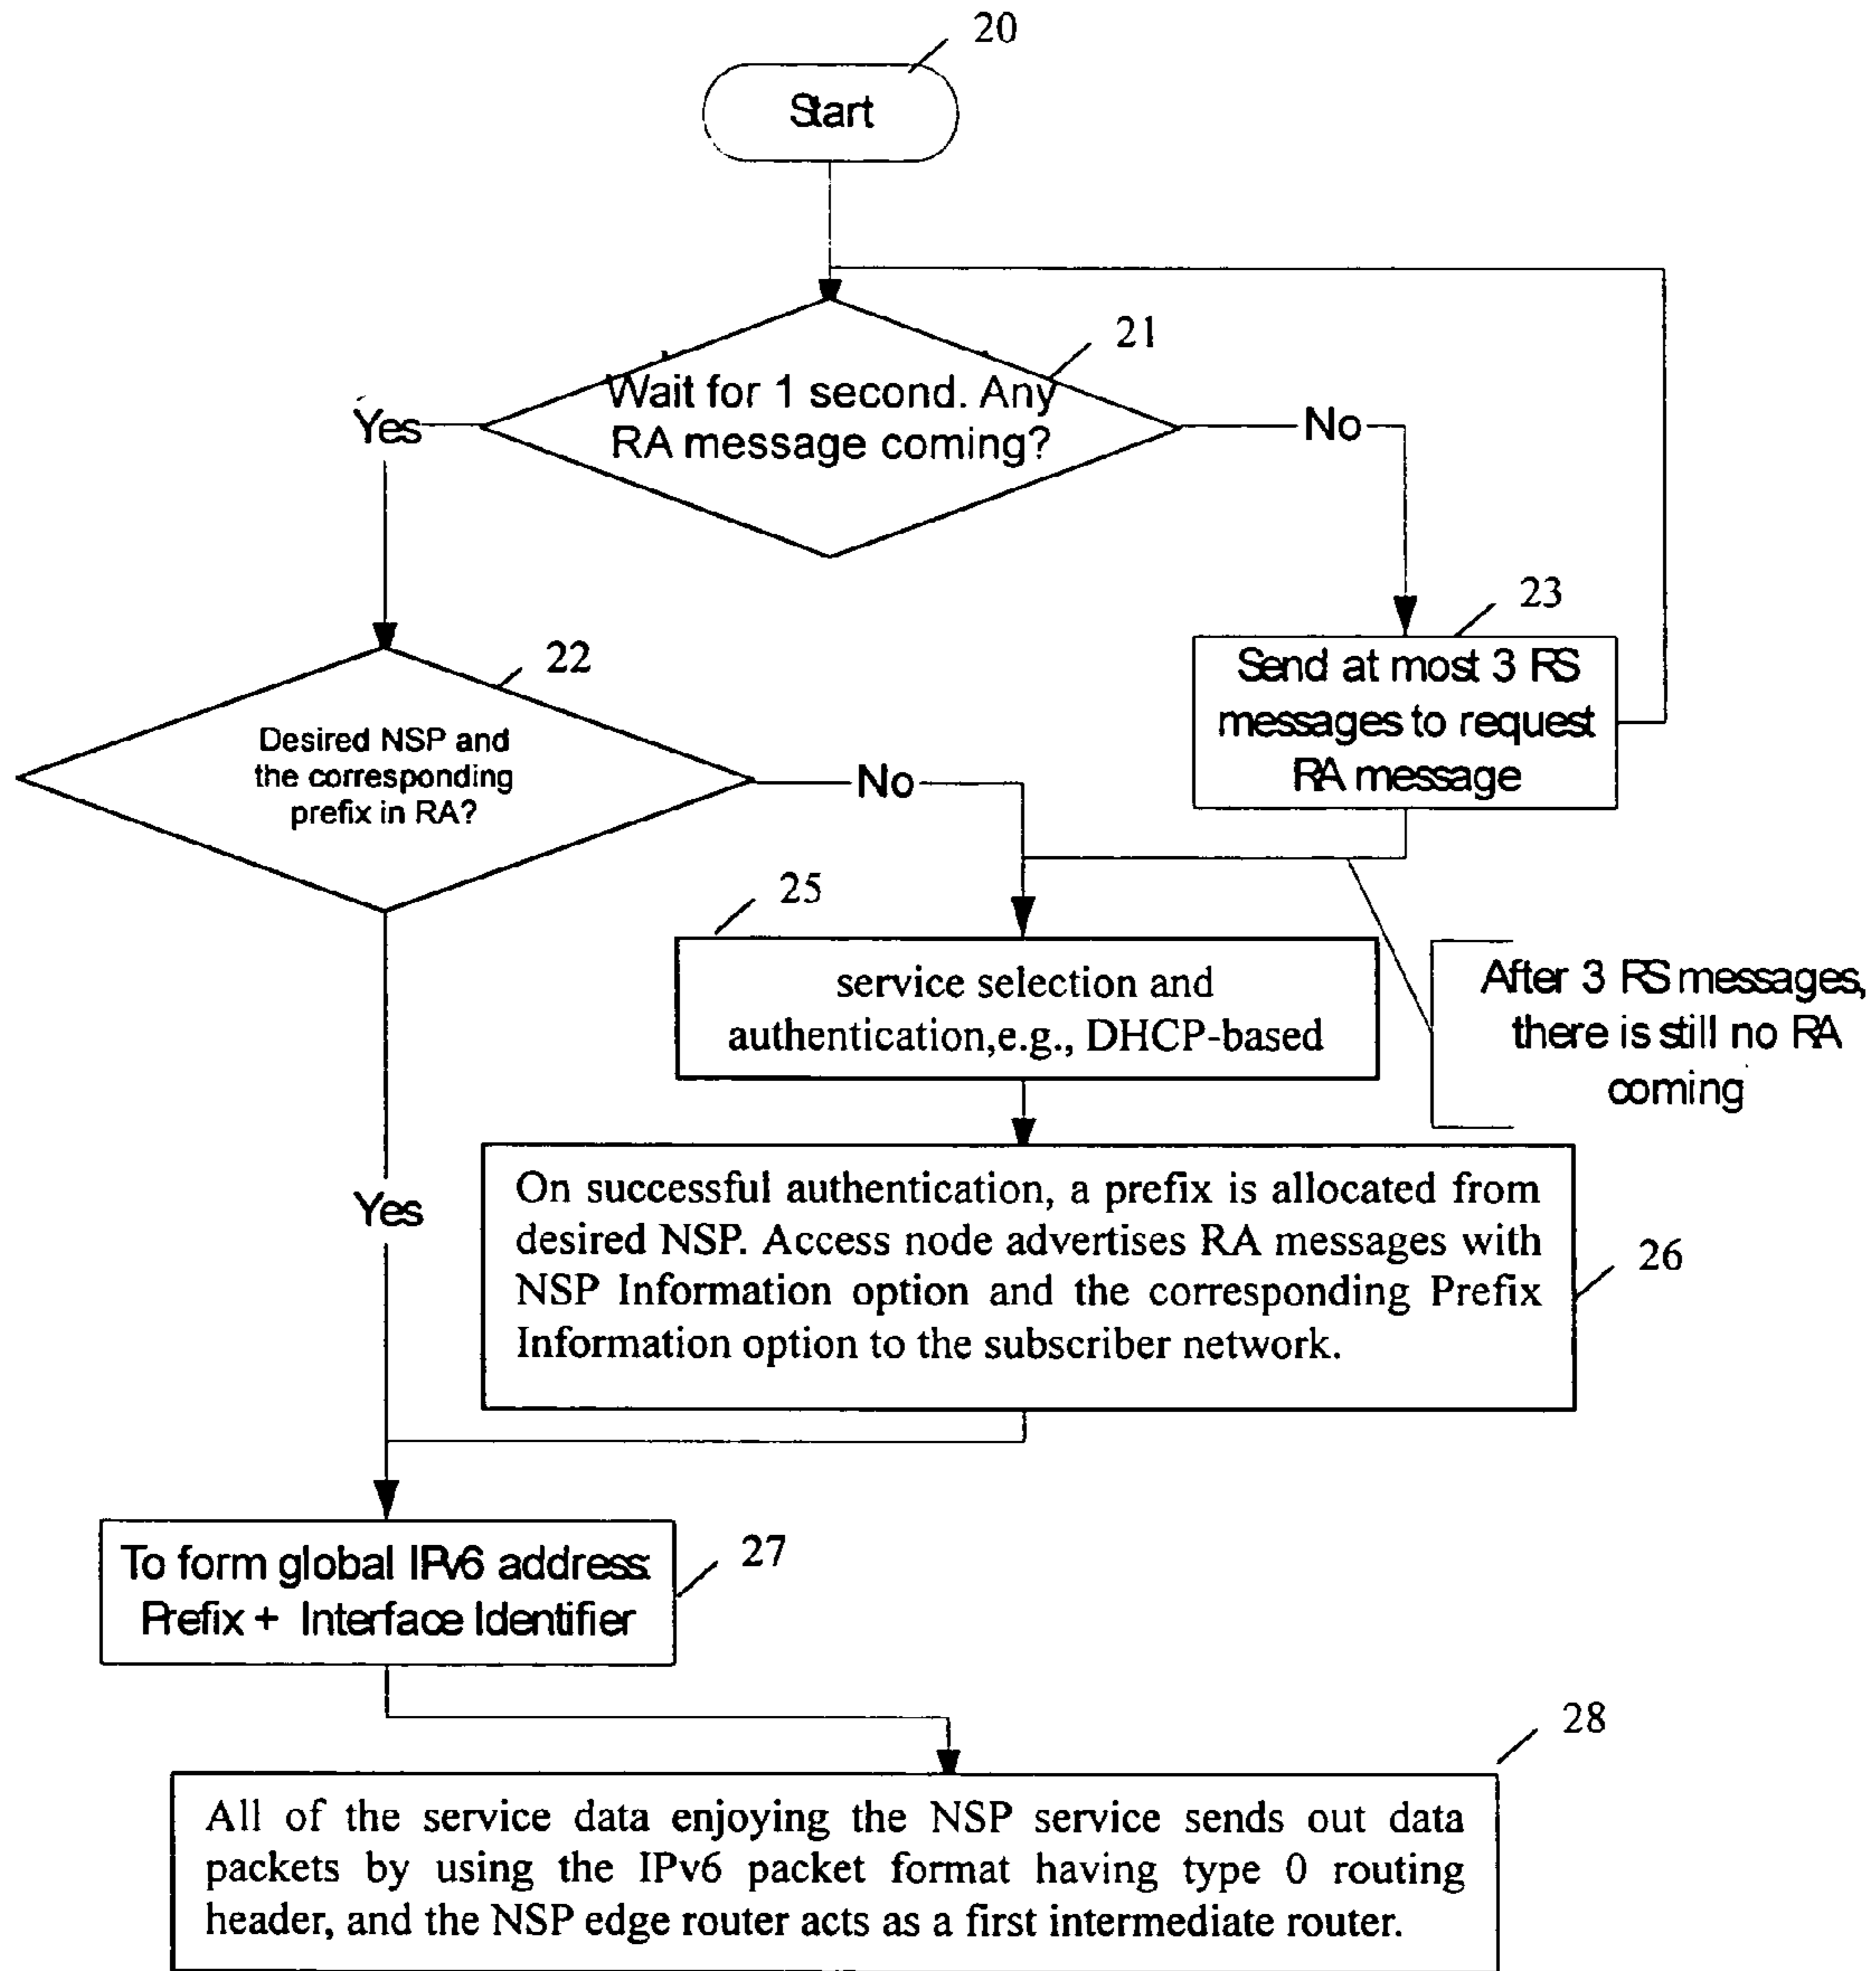 20
Start
21
Wait for 1 second. Any
RA message coming?
Yes
No
22
Desired NSP and
the corresponding
prefix in RA?
23
Send at most 3 RS
messages to request
RA message
No
25
service selection and
authentication,e.g., DHCP-based
After 3 RS messages,
there is still no RA
coming
Yes
On successful authentication, a prefix is allocated from
desired NSP. Access node advertises RA messages with
NSP Information option and the corresponding Prefix
Information option to the subscriber network.
26
To form global IPv6 address:
Prefix + Interface Identifier
27
28
All of the service data enjoying the NSP service sends out data
packets by using the IPv6 packet format having type 0 routing
header, and the NSP edge router acts as a first intermediate router.